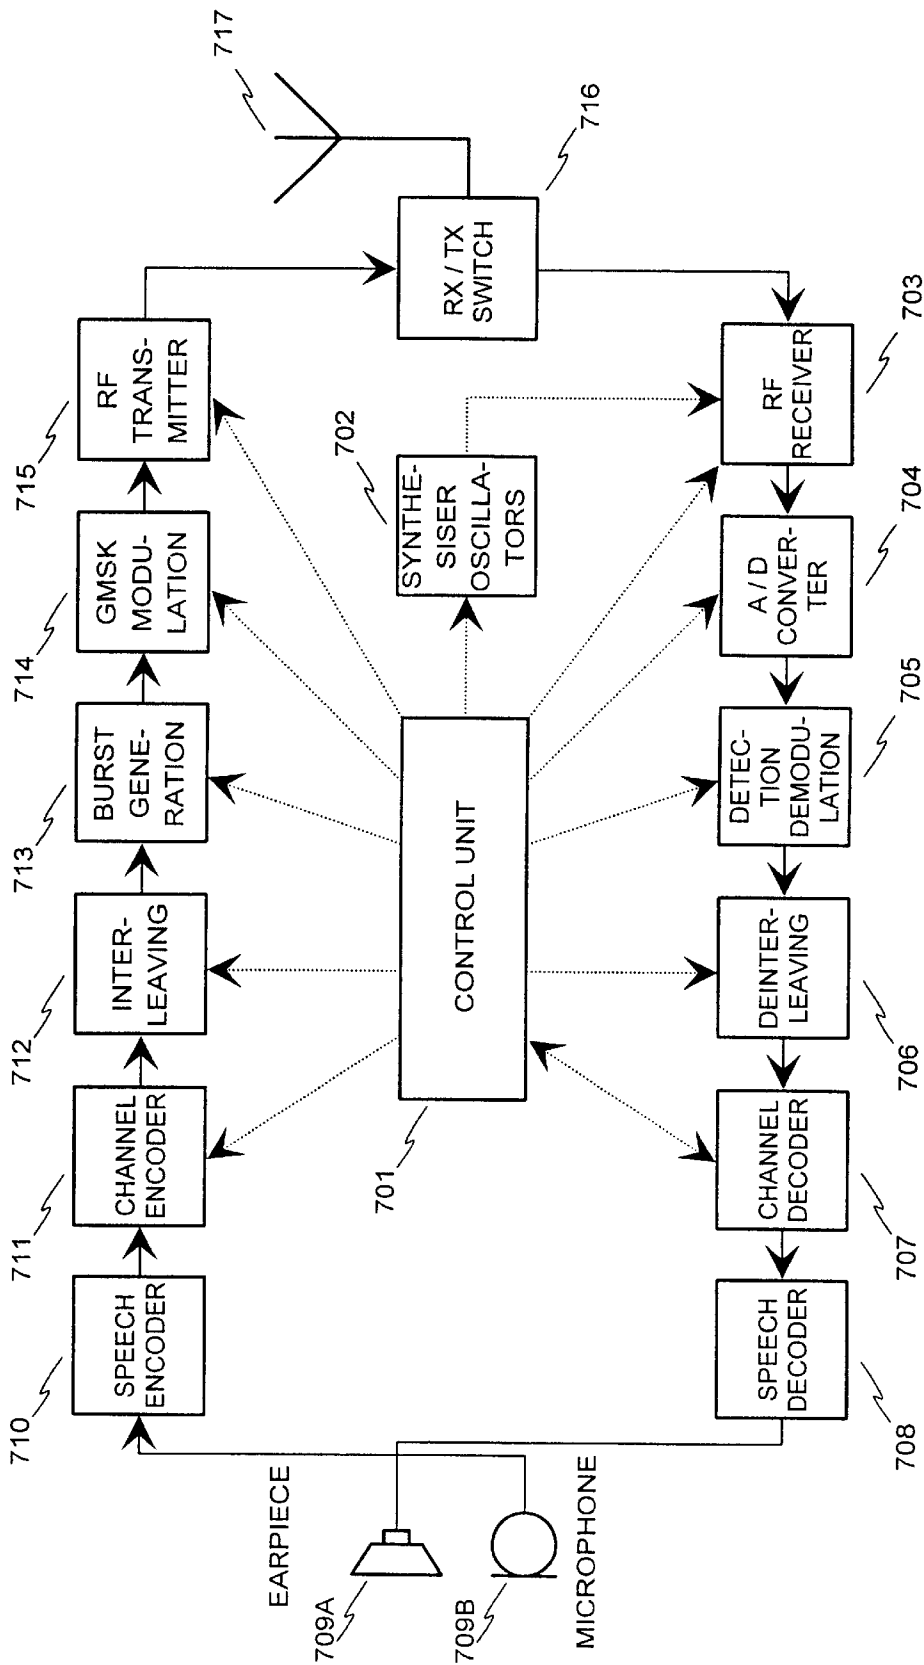 710
711
712
713
714
715
717
SPEECH
ENCODER
CHANNEL
ENCODER
INTER-
LEAVING
BURST
GENE-
RATION
GMSK
MODU-
LATION
RF
TRANS-
MITTER
EARPIECE
709A
709B
MICROPHONE
701
CONTROL UNIT
702
SYNTHE-
SISER
OSCILLA-
TORS
RX / TX
SWITCH
716
SPEECH
DECODER
CHANNEL
DECODER
DEINTER-
LEAVING
DETEC-
TION
DEMODU-
LATION
A / D
CONVER-
TER
RF
RECEIVER
708
707
706
705
704
703